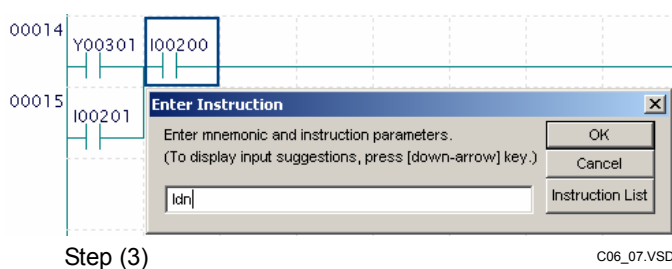 00014
Y00301 I00200
00015
I00201
Enter Instruction
Enter mnemonic and instruction parameters.
(To display input suggestions, press [down-arrow] key.)
OK
Cancel
Instruction List
ldn
Step (3)
C06_07.VSD